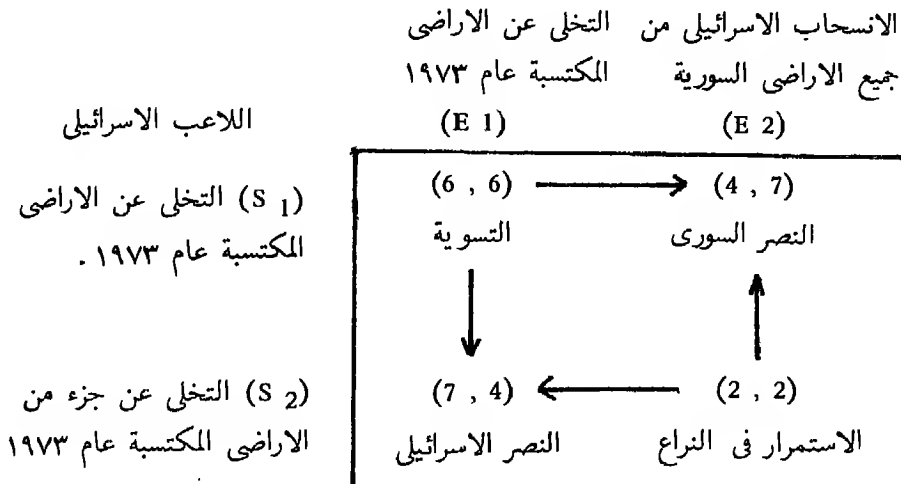 الانسحاب الاسرائيلى من
جميع الاراضى السورية
(E 2)
التخلى عن الاراضى
المكتسبة عام ١٩٧٣
(E 1)
اللاعب الاسرائيلى
(S 1) التخلى عن الاراضى
المكتسبة عام ١٩٧٣ .
(6 , 6)
التسوية
(4 , 7)
النصر السورى
(S 2) التخلى عن جزء من
الاراضى المكتسبة عام ١٩٧٣
(7 , 4)
النصر الاسرائيلى
(2 , 2)
الاستمرار فى النراع